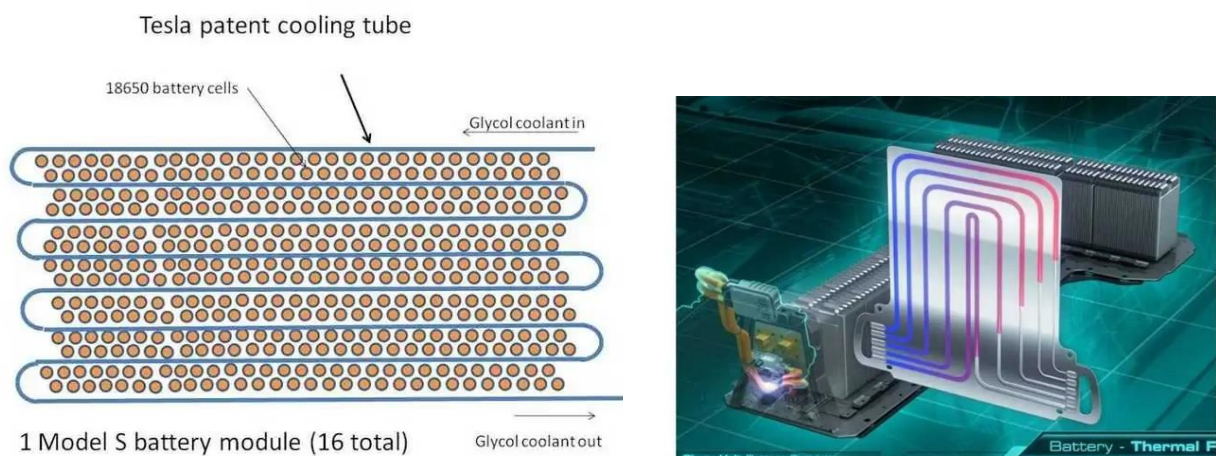 Tesla patent cooling tube
18650 battery cells
Glycol coolant in
1 Model S battery module (16 total)
Glycol coolant out
Battery - Thermal